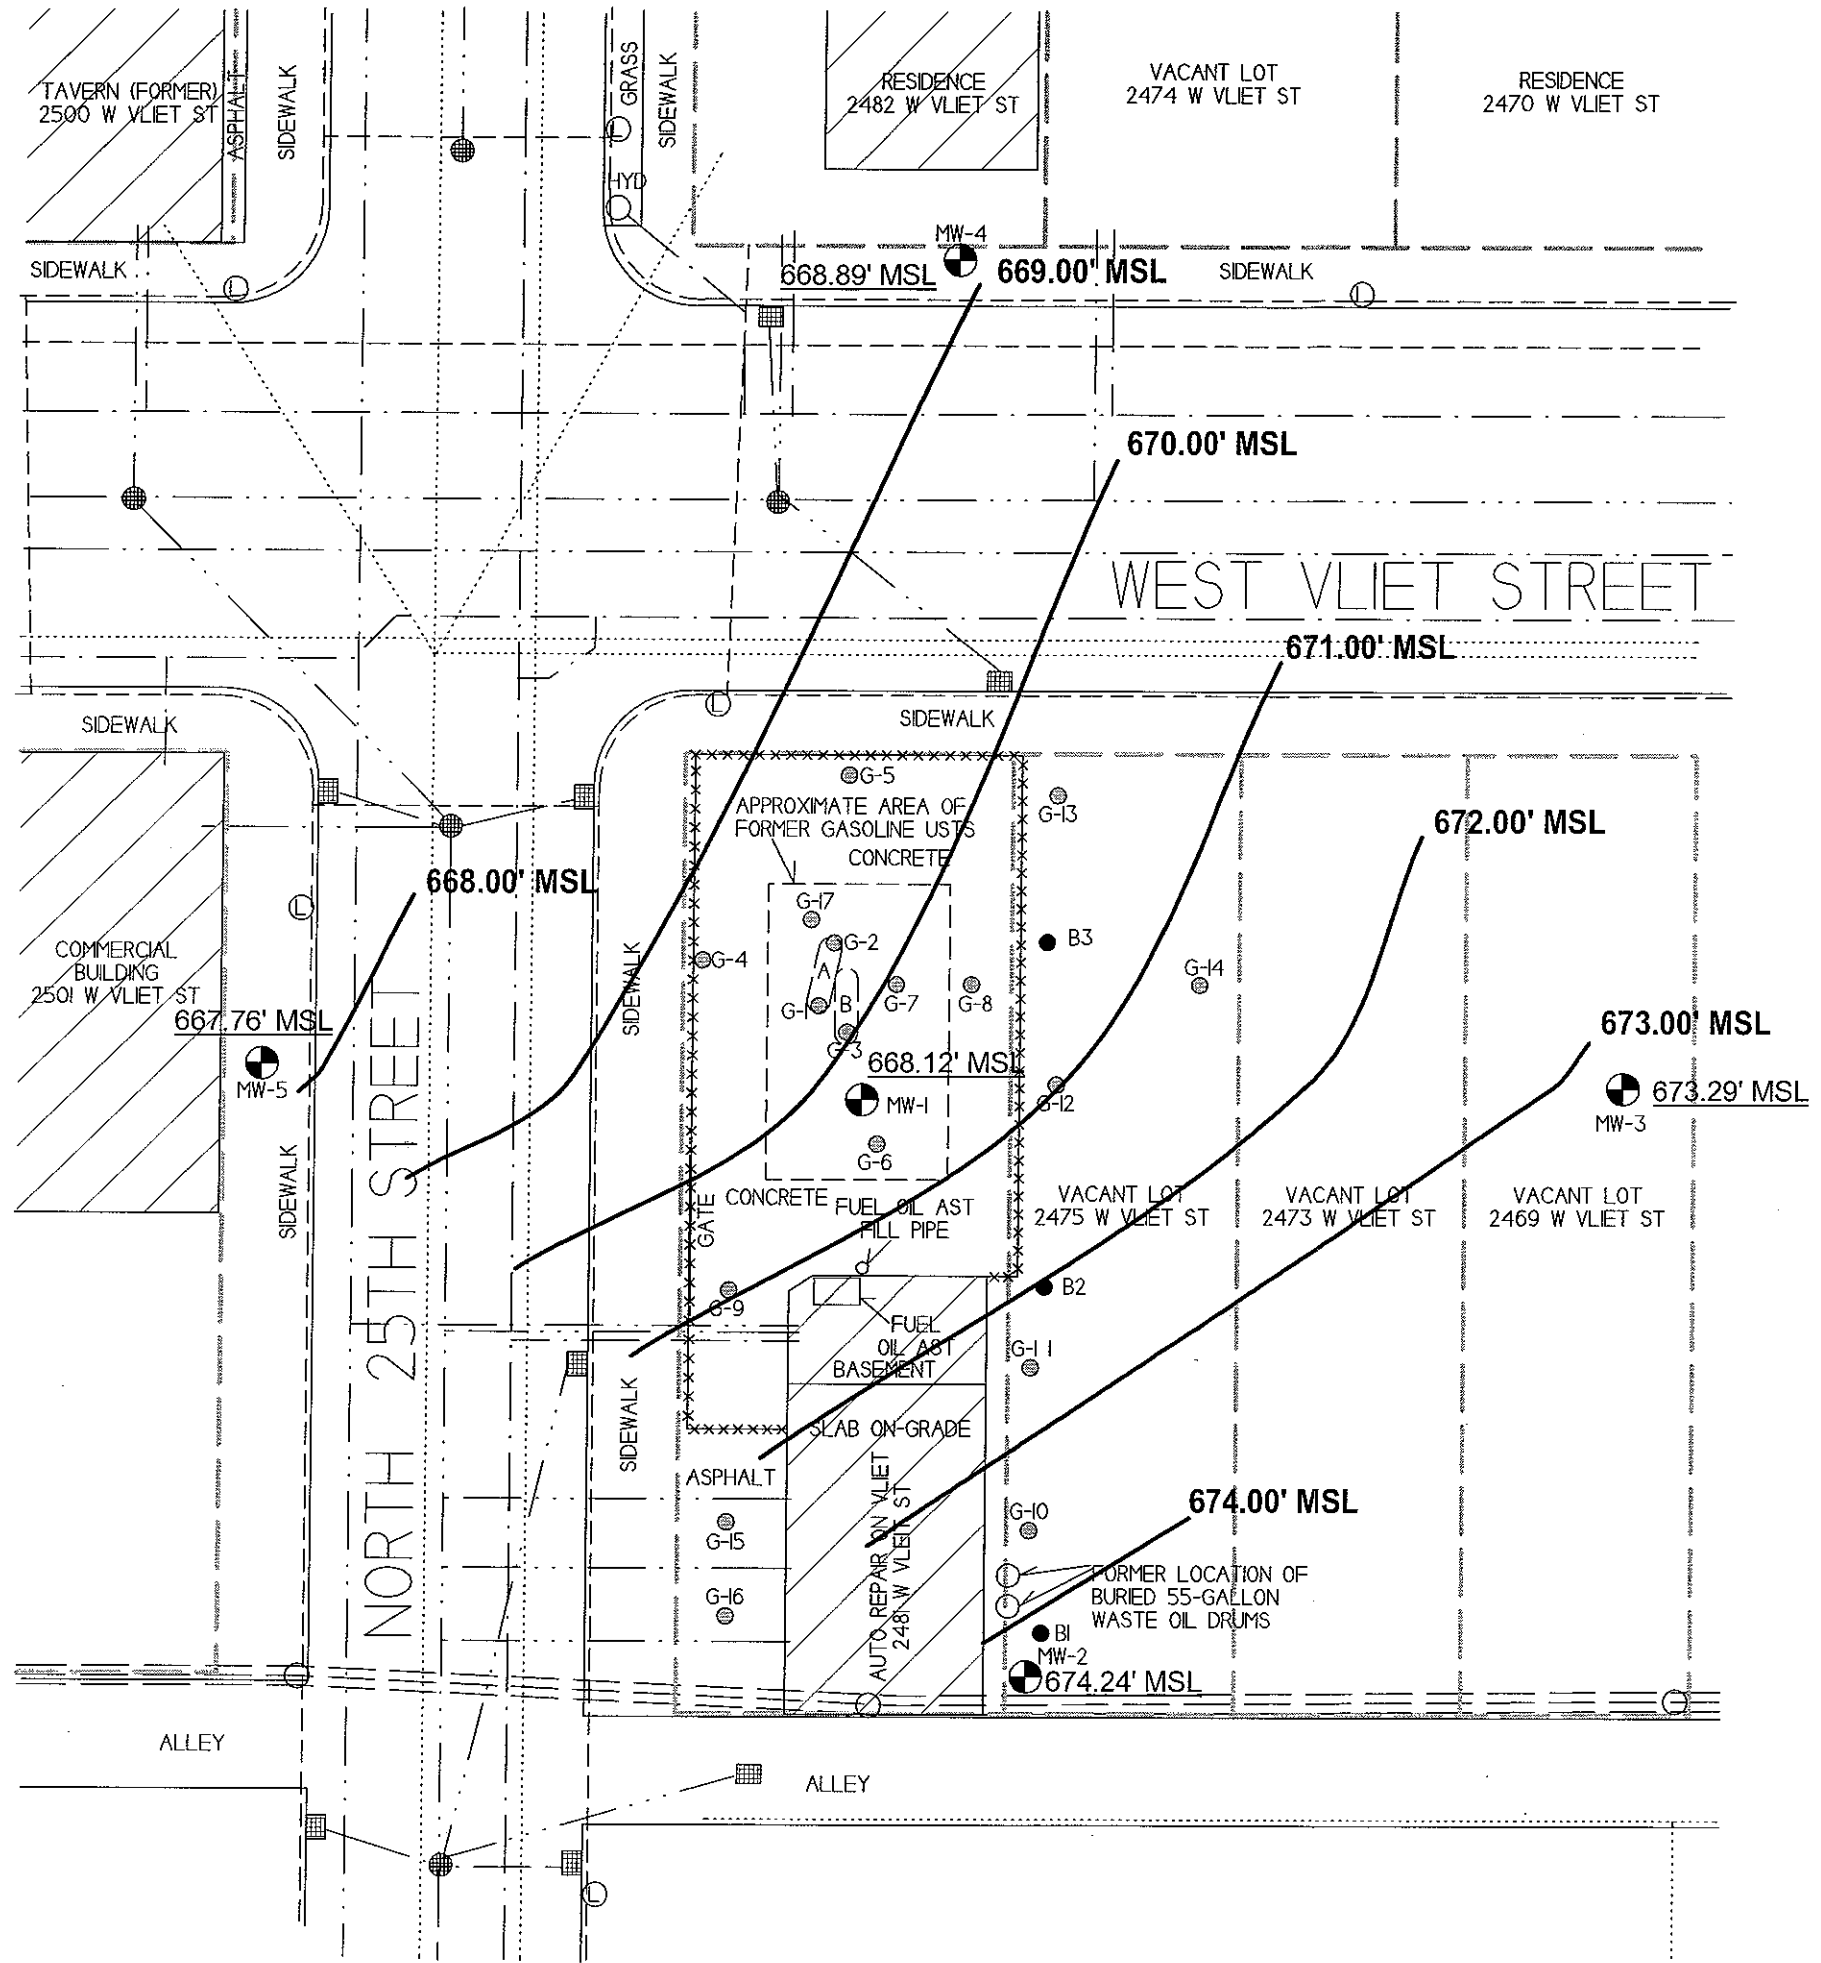 TAVERN (FORMER)
2500 W VLIET ST
ASPHALT
SIDEWALK
GRASS
SIDEWALK
L
HYD
RESIDENCE
2482 W VLIET ST
VACANT LOT
2474 W VLIET ST
RESIDENCE
2470 W VLIET ST
SIDEWALK
L
MW-4
668.89' MSL
669.00' MSL
SIDEWALK
L
670.00' MSL
WEST VLIET STREET
671.00' MSL
SIDEWALK
L
SIDEWALK
G-5
APPROXIMATE AREA OF
FORMER GASOLINE USTS
CONCRETE
G-13
672.00' MSL
668.00' MSL
L
G-17
G-2
G-4
A
B3
COMMERCIAL
BUILDING
2501 W VLIET ST
SIDEWALK
G-1
B
G-7
G-8
G-14
667.76' MSL
G-3
673.00' MSL
668.12' MSL
MW-5
MW-1
G-12
673.29' MSL
MW-3
G-6
SIDEWALK
NORTH 25TH STREET
GATE
CONCRETE
FUEL OIL AST
FILL PIPE
VACANT LOT
2475 W VLIET ST
VACANT LOT
2473 W VLIET ST
VACANT LOT
2469 W VLIET ST
G-9
B2
FUEL
OIL AST
BASEMENT
G-11
SIDEWALK
SLAB ON-GRADE
ASPHALT
AUTO REPAIR ON VLIET
2481 W VLEIT ST
G-15
G-10
674.00' MSL
FORMER LOCATION OF
BURIED 55-GALLON
WASTE OIL DRUMS
G-16
B1
MW-2
674.24' MSL
ALLEY
ALLEY
L